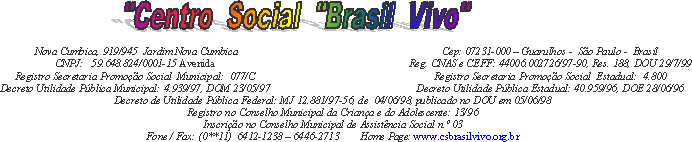 "Centro Social "Brasil Vivo"
Nova Cumbica, 919/945 Jardim Nova Cumbica
Cep: 07231-000 – Guarulhos - São Paulo - Brasil
CNPJ: 59.648.824/0001-15 Avenida
Reg. CNAS e CEFF: 44006.002726/97-90, Res. 188, DOU 29/7/99
Registro Secretaria Promoção Social Municipal: 077/C
Registro Secretaria Promoção Social Estadual: 4.800
Decreto Utilidade Pública Municipal: 4.939/97, DOM 23/05/97
Decreto Utilidade Pública Estadual: 40.959/96, DOE 28/06/96
Decreto de Utilidade Pública Federal: MJ 12.881/97-56, de 04/06/98, publicado no DOU em 05/06/98
Registro no Conselho Municipal da Criança e do Adolescente: 13/96
Inscrição no Conselho Municipal de Assistência Social n.º 03
Fone / Fax: (0**11) 6412-1238 – 6446-2713 Home Page: www.csbrasilvivo.org.br